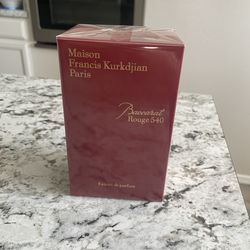 Maison
Francis Kurkdjian
Paris
Baccarat
Rouge 540
Extrait de parfum